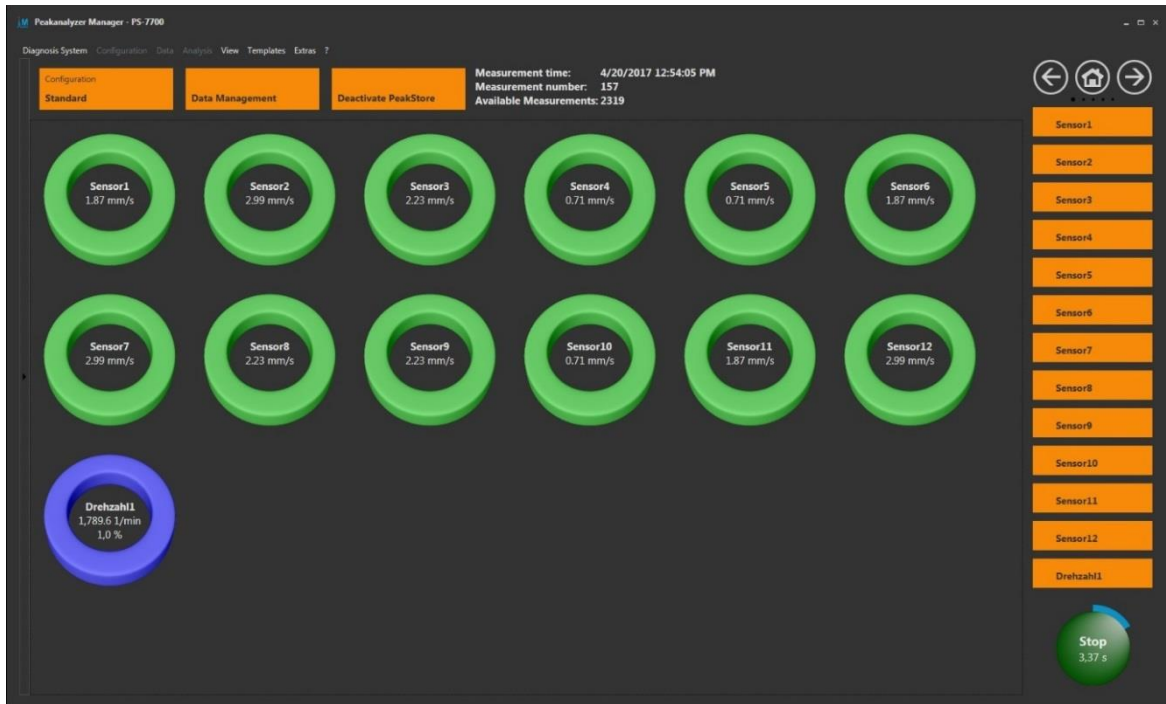 Peakanalyzer Manager - PS-7700
Diagnosis System Configuration Data Analysis View Templates Extras ?
Configuration
Standard
Data Management
Deactivate PeakStore
Measurement time: 4/20/2017 12:54:05 PM
Measurement number: 157
Available Measurements: 2319
Sensor1
1.87 mm/s
Sensor2
2.99 mm/s
Sensor3
2.23 mm/s
Sensor4
0.71 mm/s
Sensor5
0.71 mm/s
Sensor6
1.87 mm/s
Sensor7
2.99 mm/s
Sensor8
2.23 mm/s
Sensor9
2.23 mm/s
Sensor10
0.71 mm/s
Sensor11
1.87 mm/s
Sensor12
2.99 mm/s
Drehzahl1
1,789.6 1/min
1,0 %
Sensor1
Sensor2
Sensor3
Sensor4
Sensor5
Sensor6
Sensor7
Sensor8
Sensor9
Sensor10
Sensor11
Sensor12
Drehzahl1
Stop
3,37 s